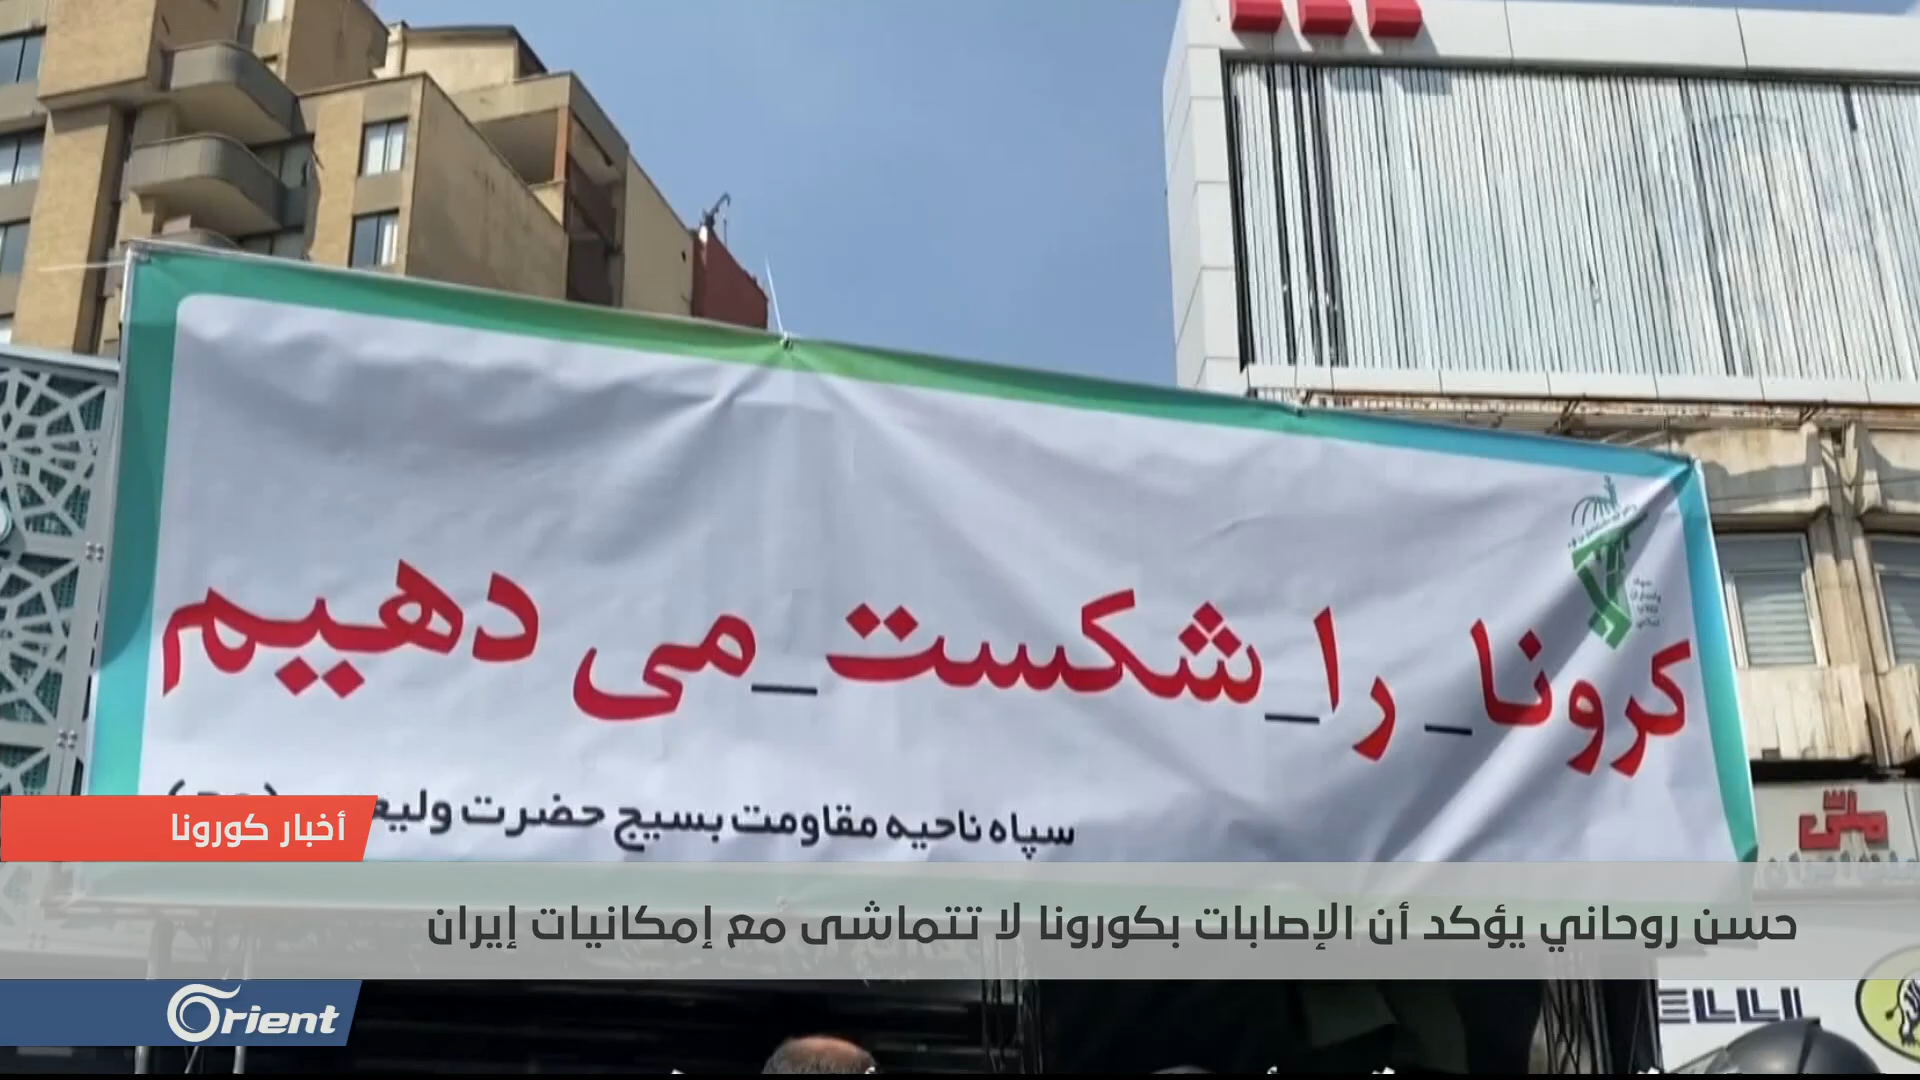 کرونا_را_شکست_می دهیم
سپاه ناحیه مقاومت بسیج حضرت
أخبار كورونا
حسن روحاني يؤكد أن الإصابات بكورونا لا تتماشى مع إمكانيات إيران
Orient
ملّی